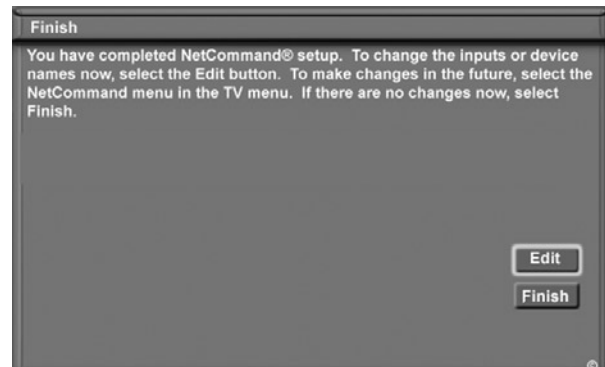 Finish
You have completed NetCommand® setup. To change the inputs or device
names now, select the Edit button. To make changes in the future, select the
NetCommand menu in the TV menu. If there are no changes now, select
Finish.
Edit
Finish
©